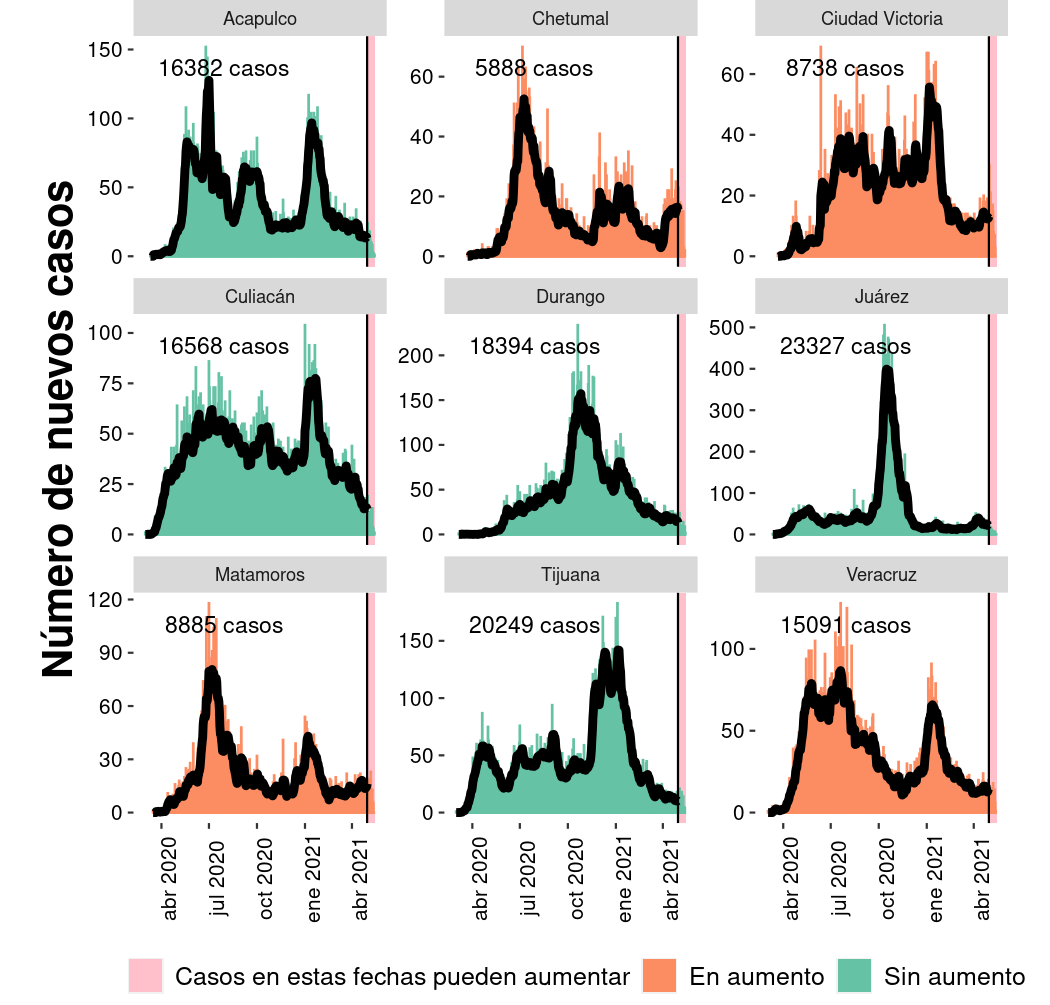 Número de nuevos casos
Acapulco
Chetumal
Ciudad Victoria
150
100
50
0
16382 casos
60
40
20
0
5888 casos
60
40
20
0
8738 casos
Culiacán
Durango
Juárez
100
75
50
25
0
16568 casos
200
150
100
50
0
18394 casos
500
400
300
200
100
0
23327 casos
Matamoros
Tijuana
Veracruz
120
90
60
30
0
8885 casos
150
100
50
0
20249 casos
100
50
0
15091 casos
abr 2020
jul 2020
oct 2020
ene 2021
abr 2021
abr 2020
jul 2020
oct 2020
ene 2021
abr 2021
abr 2020
jul 2020
oct 2020
ene 2021
abr 2021
Casos en estas fechas pueden aumentar
En aumento
Sin aumento